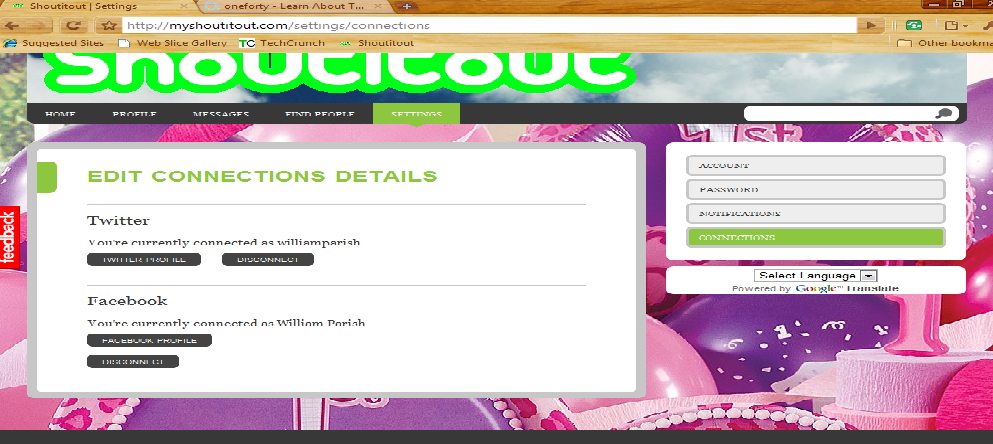 Shoutitout | Settings
oneforty - Learn About T...
http://myshoutitout.com/settings/connections
Suggested Sites
Web Slice Gallery
TC TechCrunch
Shoutitout
Other bookma
Shoutitout
HOME
PROFILE
MESSAGES
FIND PEOPLE
SETTINGS
feedback
EDIT CONNECTIONS DETAILS
Twitter
You're currently connected as williamparish
TWITTER PROFILE
DISCONNECT
Facebook
You're currently connected as William Parish
FACEBOOK PROFILE
DISCONNECT
ACCOUNT
PASSWORD
NOTIFICATIONS
CONNECTIONS
Select Language
Powered by Google™ Translate
1st